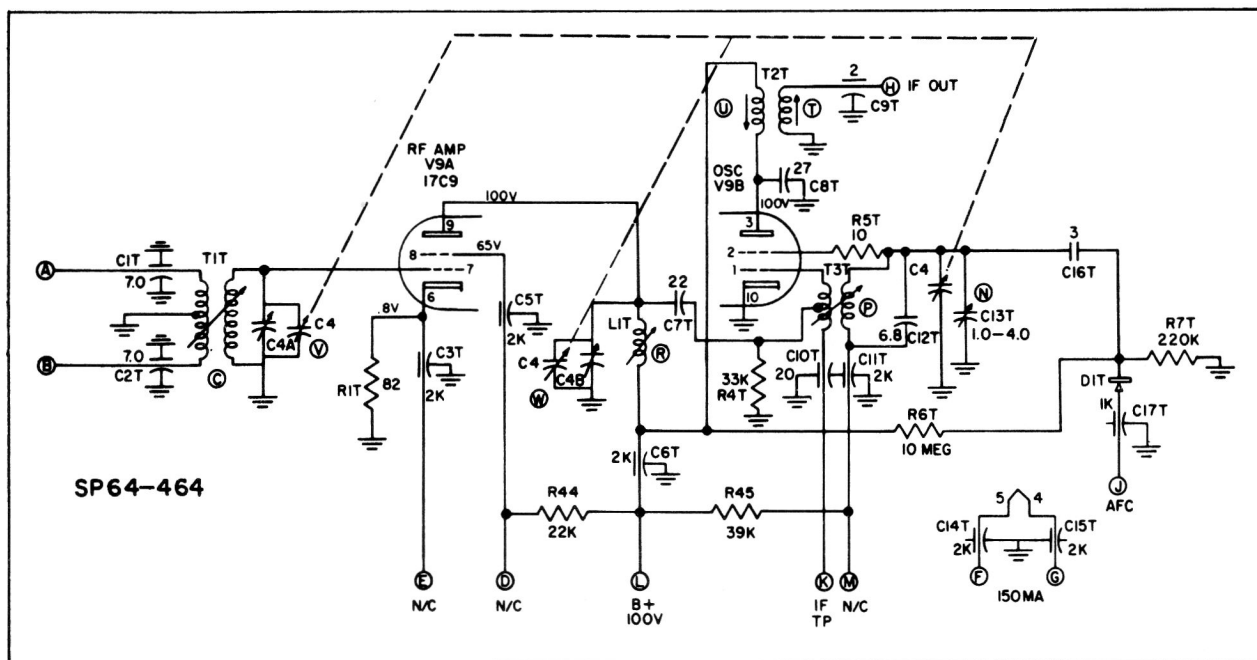 2
T2T
H IF OUT
C9T
U
T
RF AMP
V9A
17C9
OSC
V9B
27
C8T
100V
9
100V
3
R5T
10
8
65V
7
2
1
6
10
T3T
C4
3
C16T
A
C1T
7.0
T1T
.8V
C5T
2K
22
C7T
P
N
C13T
1.0-4.0
6.8
C12T
C4
C4A
V
L1T
R
C4
C4B
W
R7T
220K
7.0
B
C2T
C
R1T
82
C3T
2K
33K
R4T
C10T
20
C11T
2K
D1T
1K
C17T
R6T
10 MEG
2K
C6T
SP64-464
R44
22K
R45
39K
J
AFC
5
4
C14T
2K
C15T
2K
E
D
L
K
M
F
G
N/C
N/C
B+
100V
IF
TP
N/C
150MA